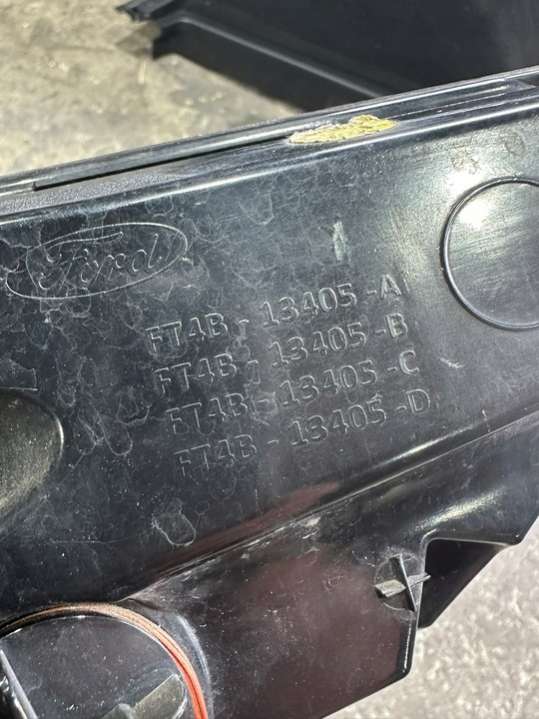 Ford
FT4B - 13405 -A
FT4B - 13405 -B
FT4B - 13405 -C
FT4B - 13405 -D